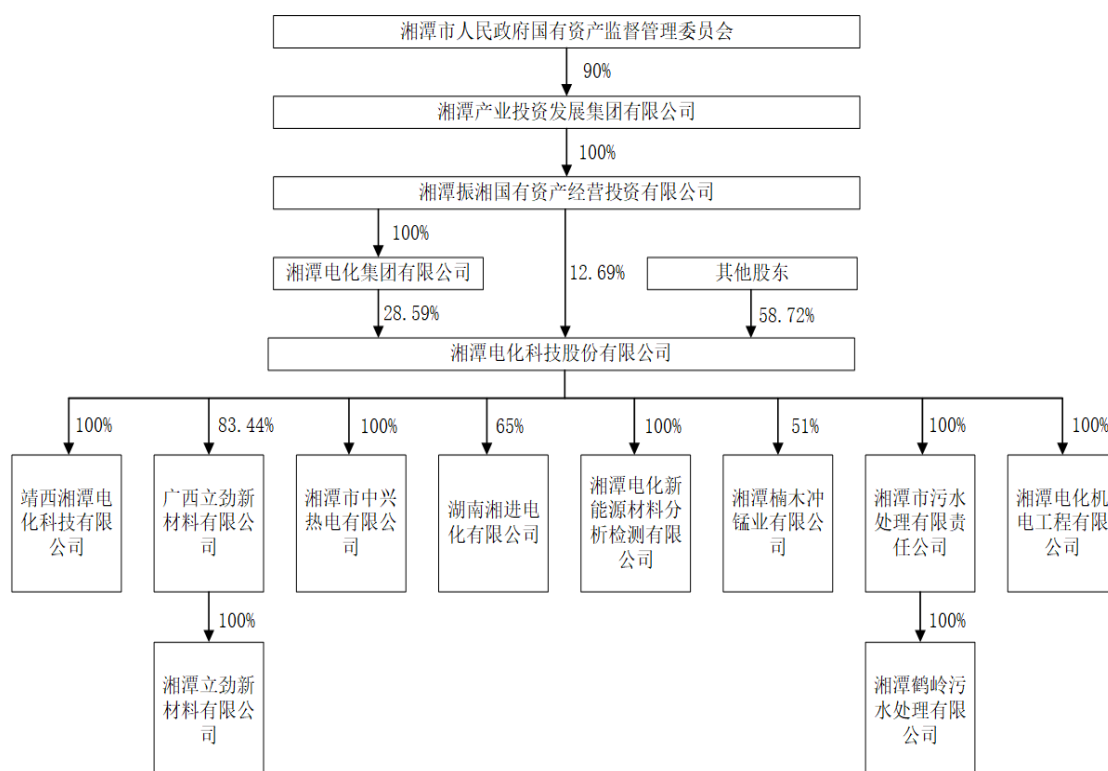 湘潭市人民政府国有资产监督管理委员会
90%
湘潭产业投资发展集团有限公司
100%
湘潭振湘国有资产经营投资有限公司
100%
湘潭电化集团有限公司
12.69%
其他股东
28.59%
58.72%
湘潭电化科技股份有限公司
100%
83.44%
100%
65%
100%
51%
100%
100%
靖西湘潭电
化科技有限
公司
广西立劲新
材料有限公
司
湘潭市中兴
热电有限公
司
湖南湘进电
化有限公司
湘潭电化新
能源材料分
析检测有限
公司
湘潭楠木冲
锰业有限公
司
湘潭市污水
处理有限责
任公司
湘潭电化机
电工程有限
公司
100%
100%
湘潭立劲新
材料有限公
司
湘潭鹤岭污
水处理有限
公司